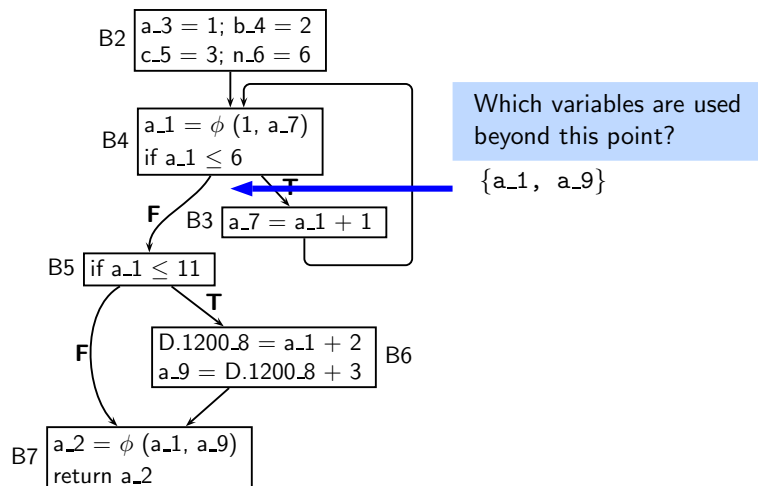 B2
a_3 = 1; b_4 = 2
c_5 = 3; n_6 = 6
B4
a_1 = ϕ (1, a_7)
if a_1 ≤ 6
Which variables are used
beyond this point?
{a_1, a_9}
T
F
B3
a_7 = a_1 + 1
B5
if a_1 ≤ 11
T
F
D.1200_8 = a_1 + 2
a_9 = D.1200_8 + 3
B6
B7
a_2 = ϕ (a_1, a_9)
return a_2